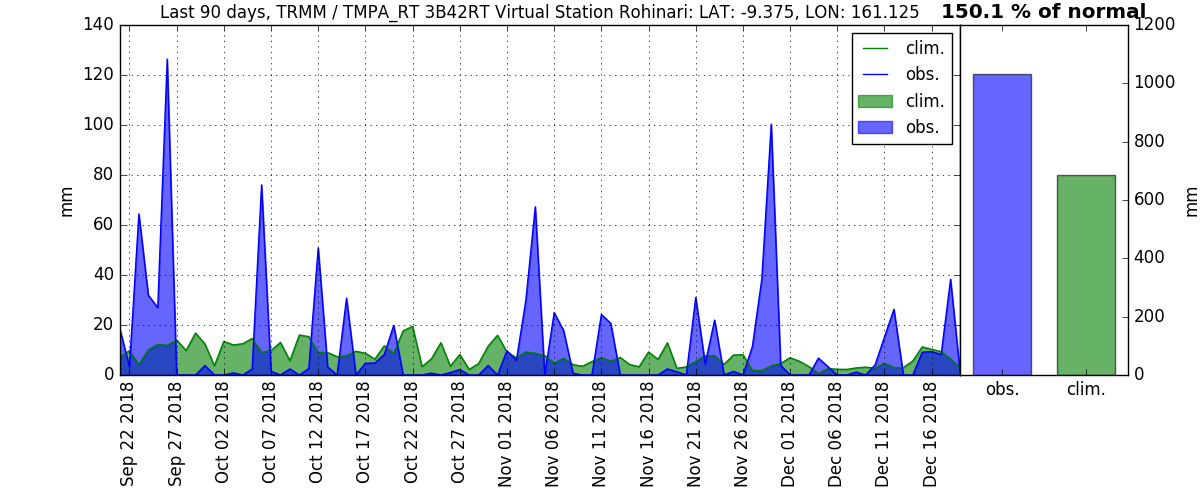 Last 90 days, TRMM / TMPA_RT 3B42RT Virtual Station Rohinari: LAT: -9.375, LON: 161.125
150.1 % of normal
140
120
100
80
60
40
20
0
mm
clim.
obs.
clim.
obs.
1200
1000
800
600
400
200
0
mm
obs.
clim.
Sep 22 2018
Sep 27 2018
Oct 02 2018
Oct 07 2018
Oct 12 2018
Oct 17 2018
Oct 22 2018
Oct 27 2018
Nov 01 2018
Nov 06 2018
Nov 11 2018
Nov 16 2018
Nov 21 2018
Nov 26 2018
Dec 01 2018
Dec 06 2018
Dec 11 2018
Dec 16 2018